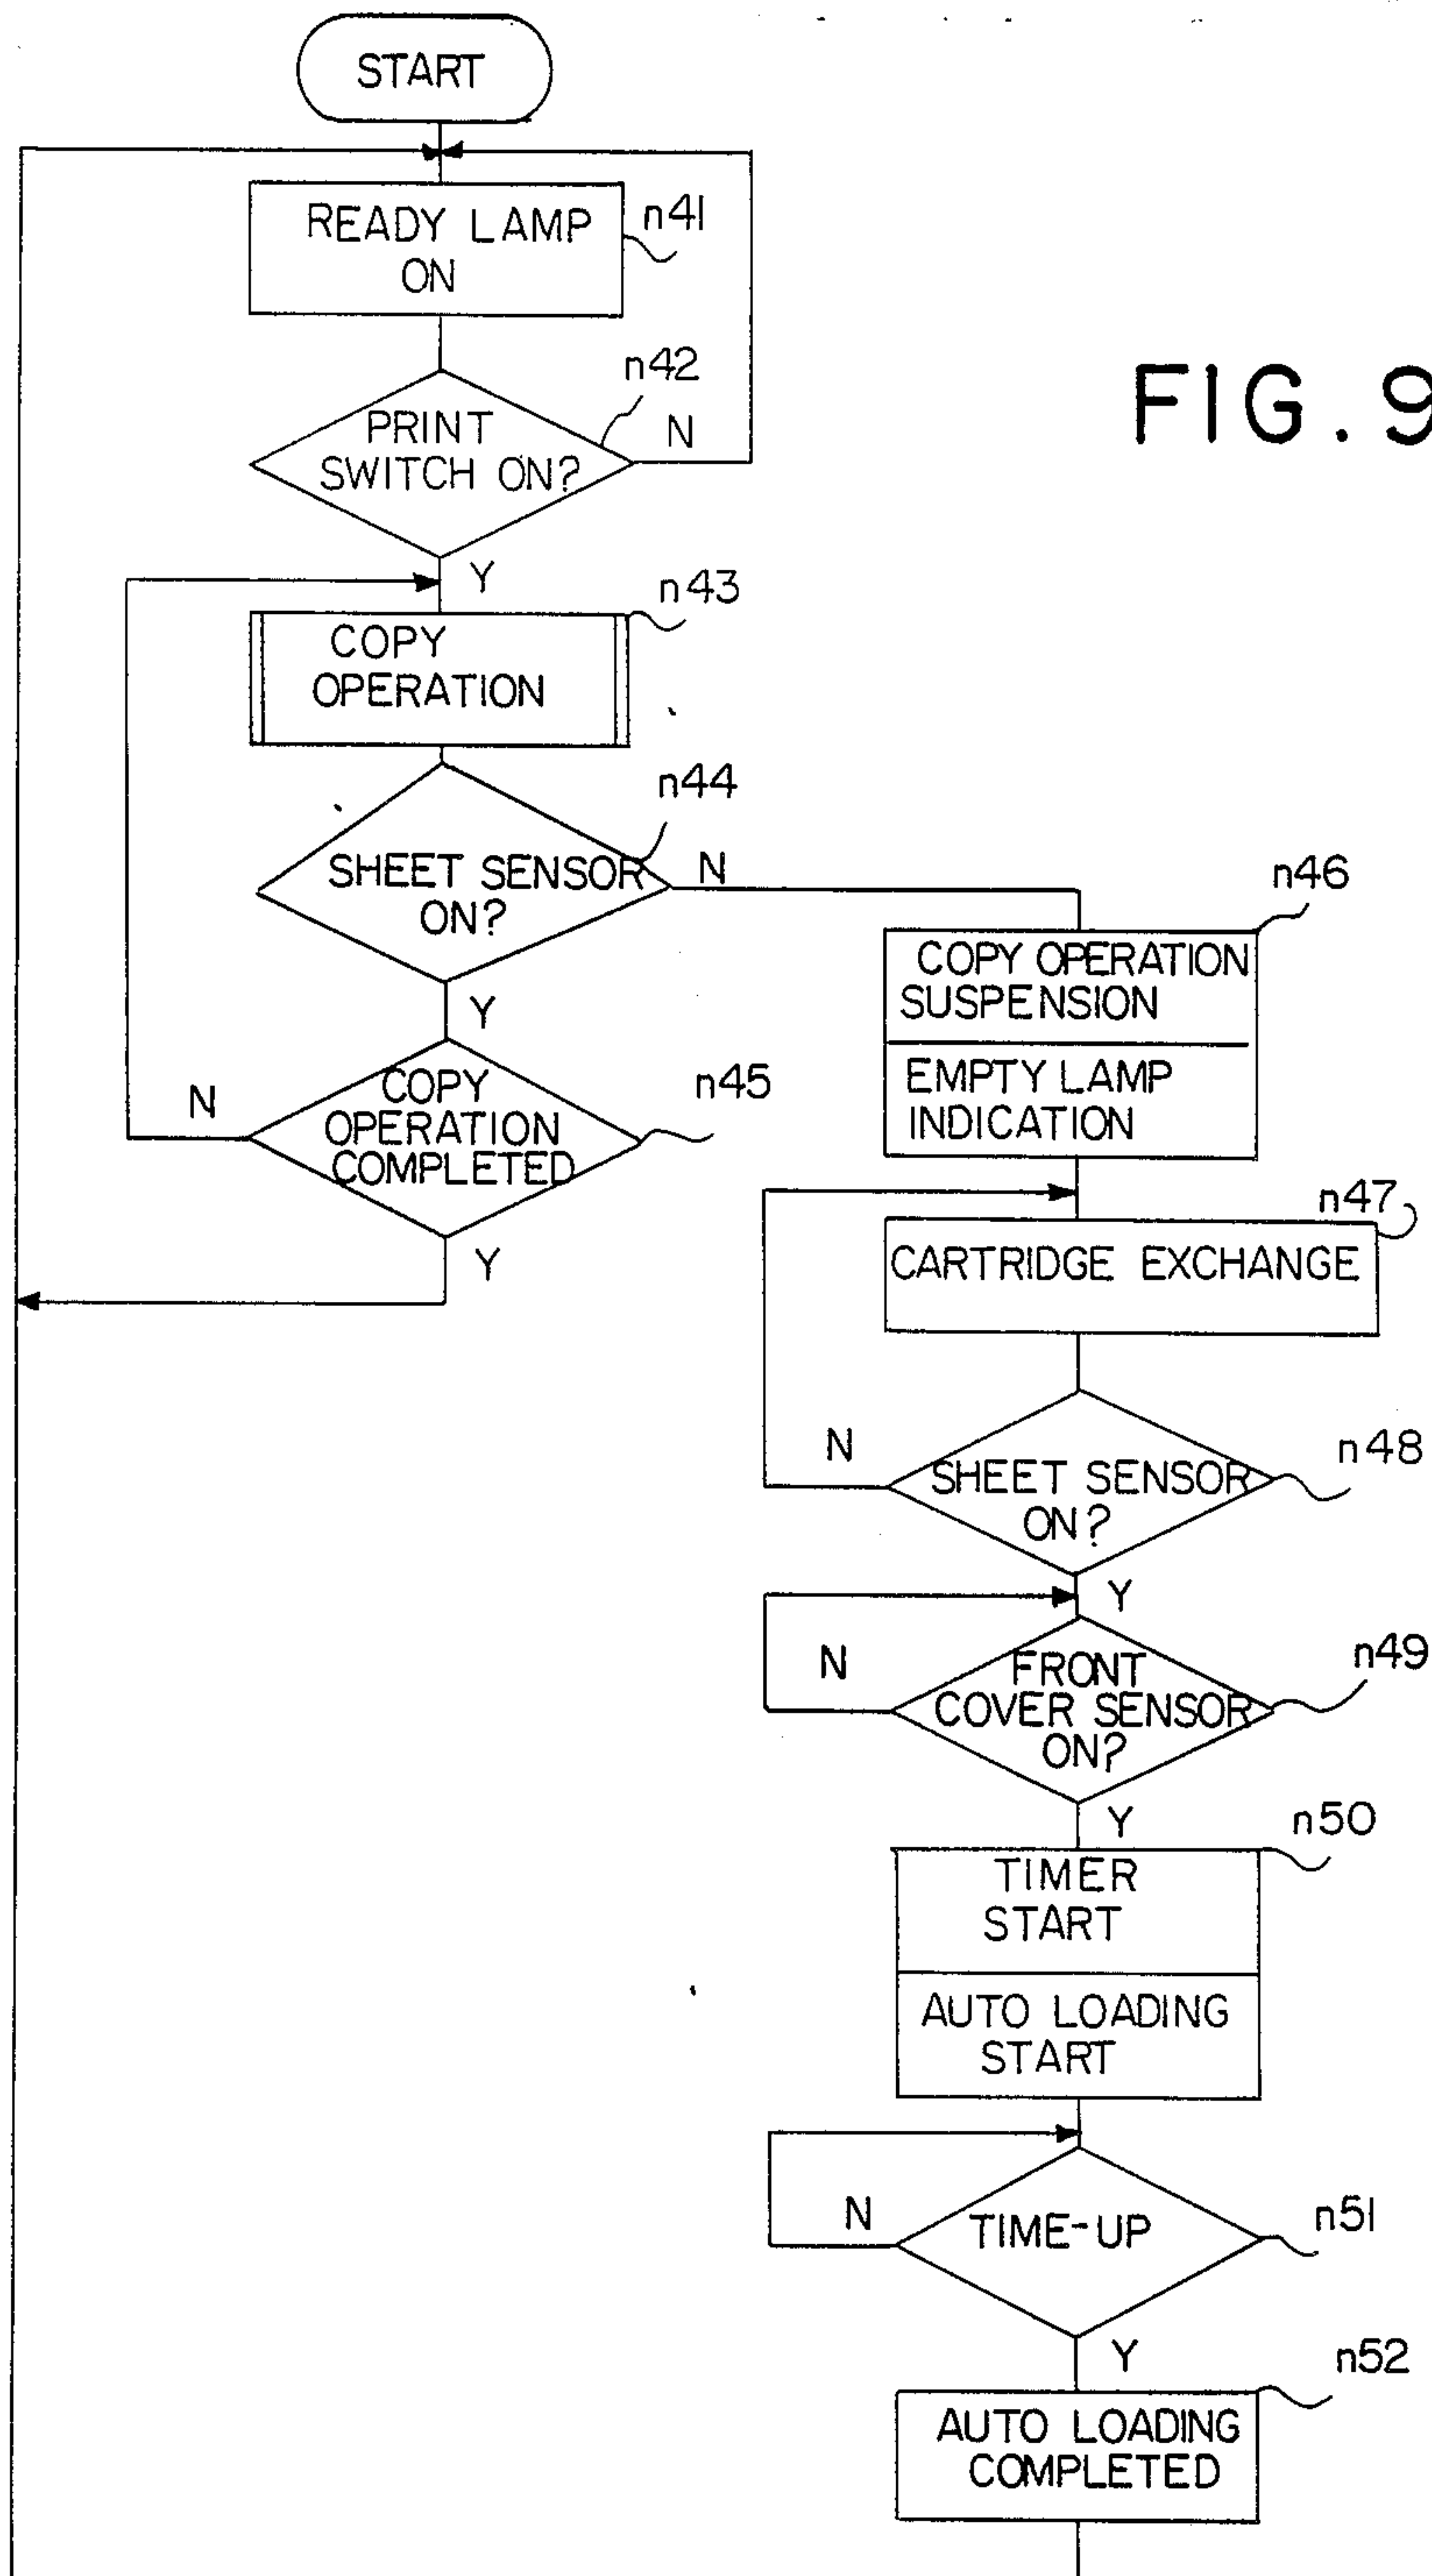 START
READY LAMP
ON
n41
FIG. 9
n42
PRINT
SWITCH ON?
N
Y
n43
COPY
OPERATION
n44
SHEET SENSOR
ON?
N
Y
n45
COPY
OPERATION
COMPLETED
N
Y
n46
COPY OPERATION
SUSPENSION
EMPTY LAMP
INDICATION
n47
CARTRIDGE EXCHANGE
n48
N
SHEET SENSOR
ON?
Y
n49
N
FRONT
COVER SENSOR
ON?
Y
n50
TIMER
START
AUTO LOADING
START
n51
N
TIME-UP
Y
n52
AUTO LOADING
COMPLETED